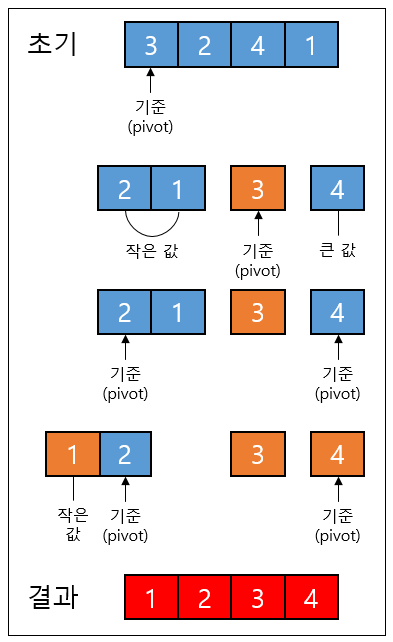 초기 3 2 4 1
기준
(pivot)
2 1 3 4
작은 값 기준 큰 값
(pivot)
2 1 3 4
기준 기준
(pivot) (pivot)
1 2 3 4
작은 기준 기준
값 (pivot) (pivot)
결과 1 2 3 4